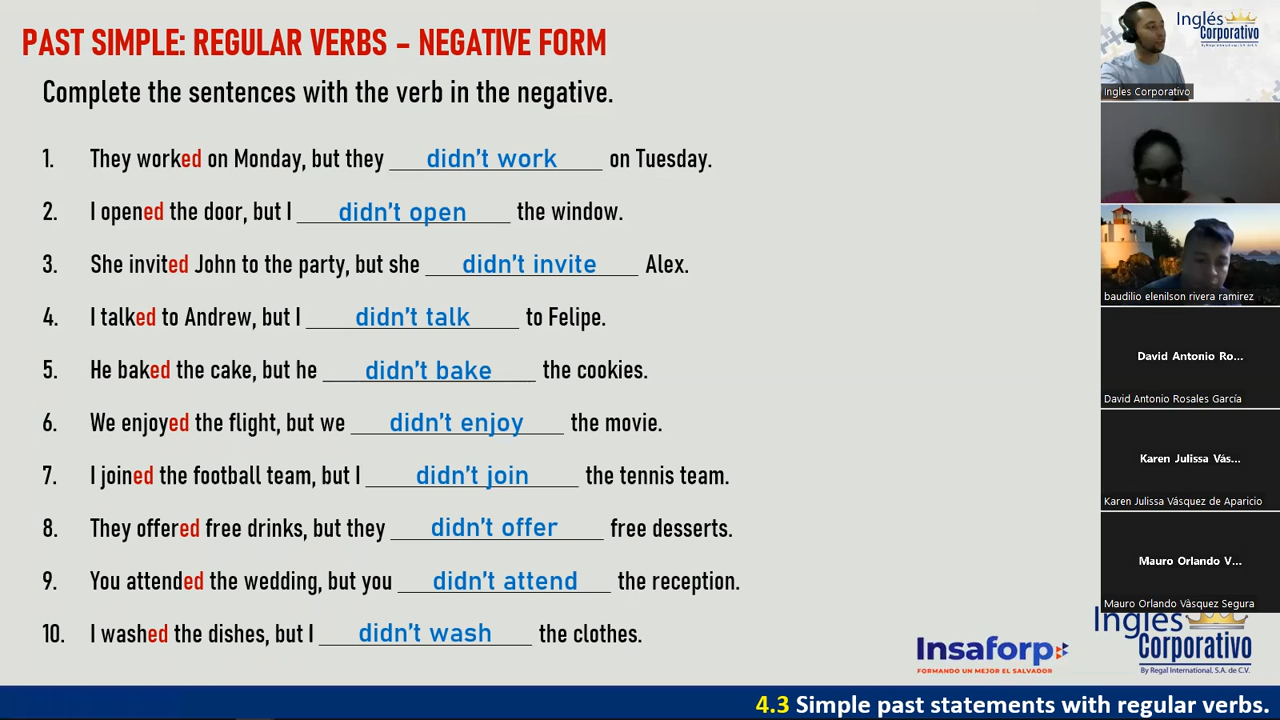 PAST SIMPLE: REGULAR VERBS – NEGATIVE FORM
Complete the sentences with the verb in the negative.
1. They worked on Monday, but they didn't work on Tuesday.
2. I opened the door, but I didn't open the window.
3. She invited John to the party, but she didn't invite Alex.
4. I talked to Andrew, but I didn't talk to Felipe.
5. He baked the cake, but he didn't bake the cookies.
6. We enjoyed the flight, but we didn't enjoy the movie.
7. I joined the football team, but I didn't join the tennis team.
8. They offered free drinks, but they didn't offer free desserts.
9. You attended the wedding, but you didn't attend the reception.
10. I washed the dishes, but I didn't wash the clothes.
Insaforp
FORMANDO UN MEJOR EL SALVADOR
Inglés
Corporativo
By Regal International, S.A. de C.V.
4.3 Simple past statements with regular verbs.
Inglés
Corporativo
By Regal International, S.A. de C.V.
Ingles Corporativo
baudilio elenilson rivera ramirez
David Antonio Ro...
David Antonio Rosales García
Karen Julissa Vás...
Karen Julissa Vásquez de Aparicio
Mauro Orlando V...
Mauro Orlando Vàsquez Segura